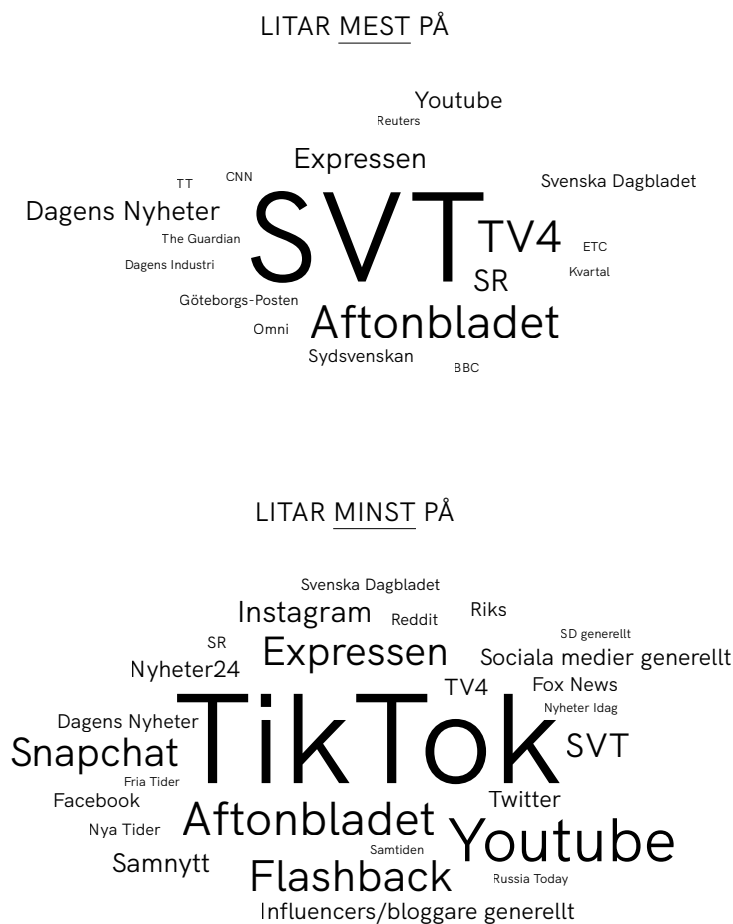 LITAR MEST PÅ
Youtube
Reuters
Expressen
CNN
TT
Svenska Dagbladet
Dagens Nyheter
SVT
TV4
The Guardian
ETC
Dagens Industri
Kvartal
SR
Göteborgs-Posten
Omni
Aftonbladet
Sydsvenskan
BBC
LITAR MINST PÅ
Svenska Dagbladet
Instagram
Reddit
Riks
SD generellt
SR
Expressen
Sociala medier generellt
Nyheter24
TV4
Fox News
Nyheter Idag
Dagens Nyheter
TikTok
Snapchat
SVT
Fria Tider
Facebook
Twitter
Nya Tider
Aftonbladet
Youtube
Samtiden
Samnytt
Flashback
Russia Today
Influencers/bloggare generellt